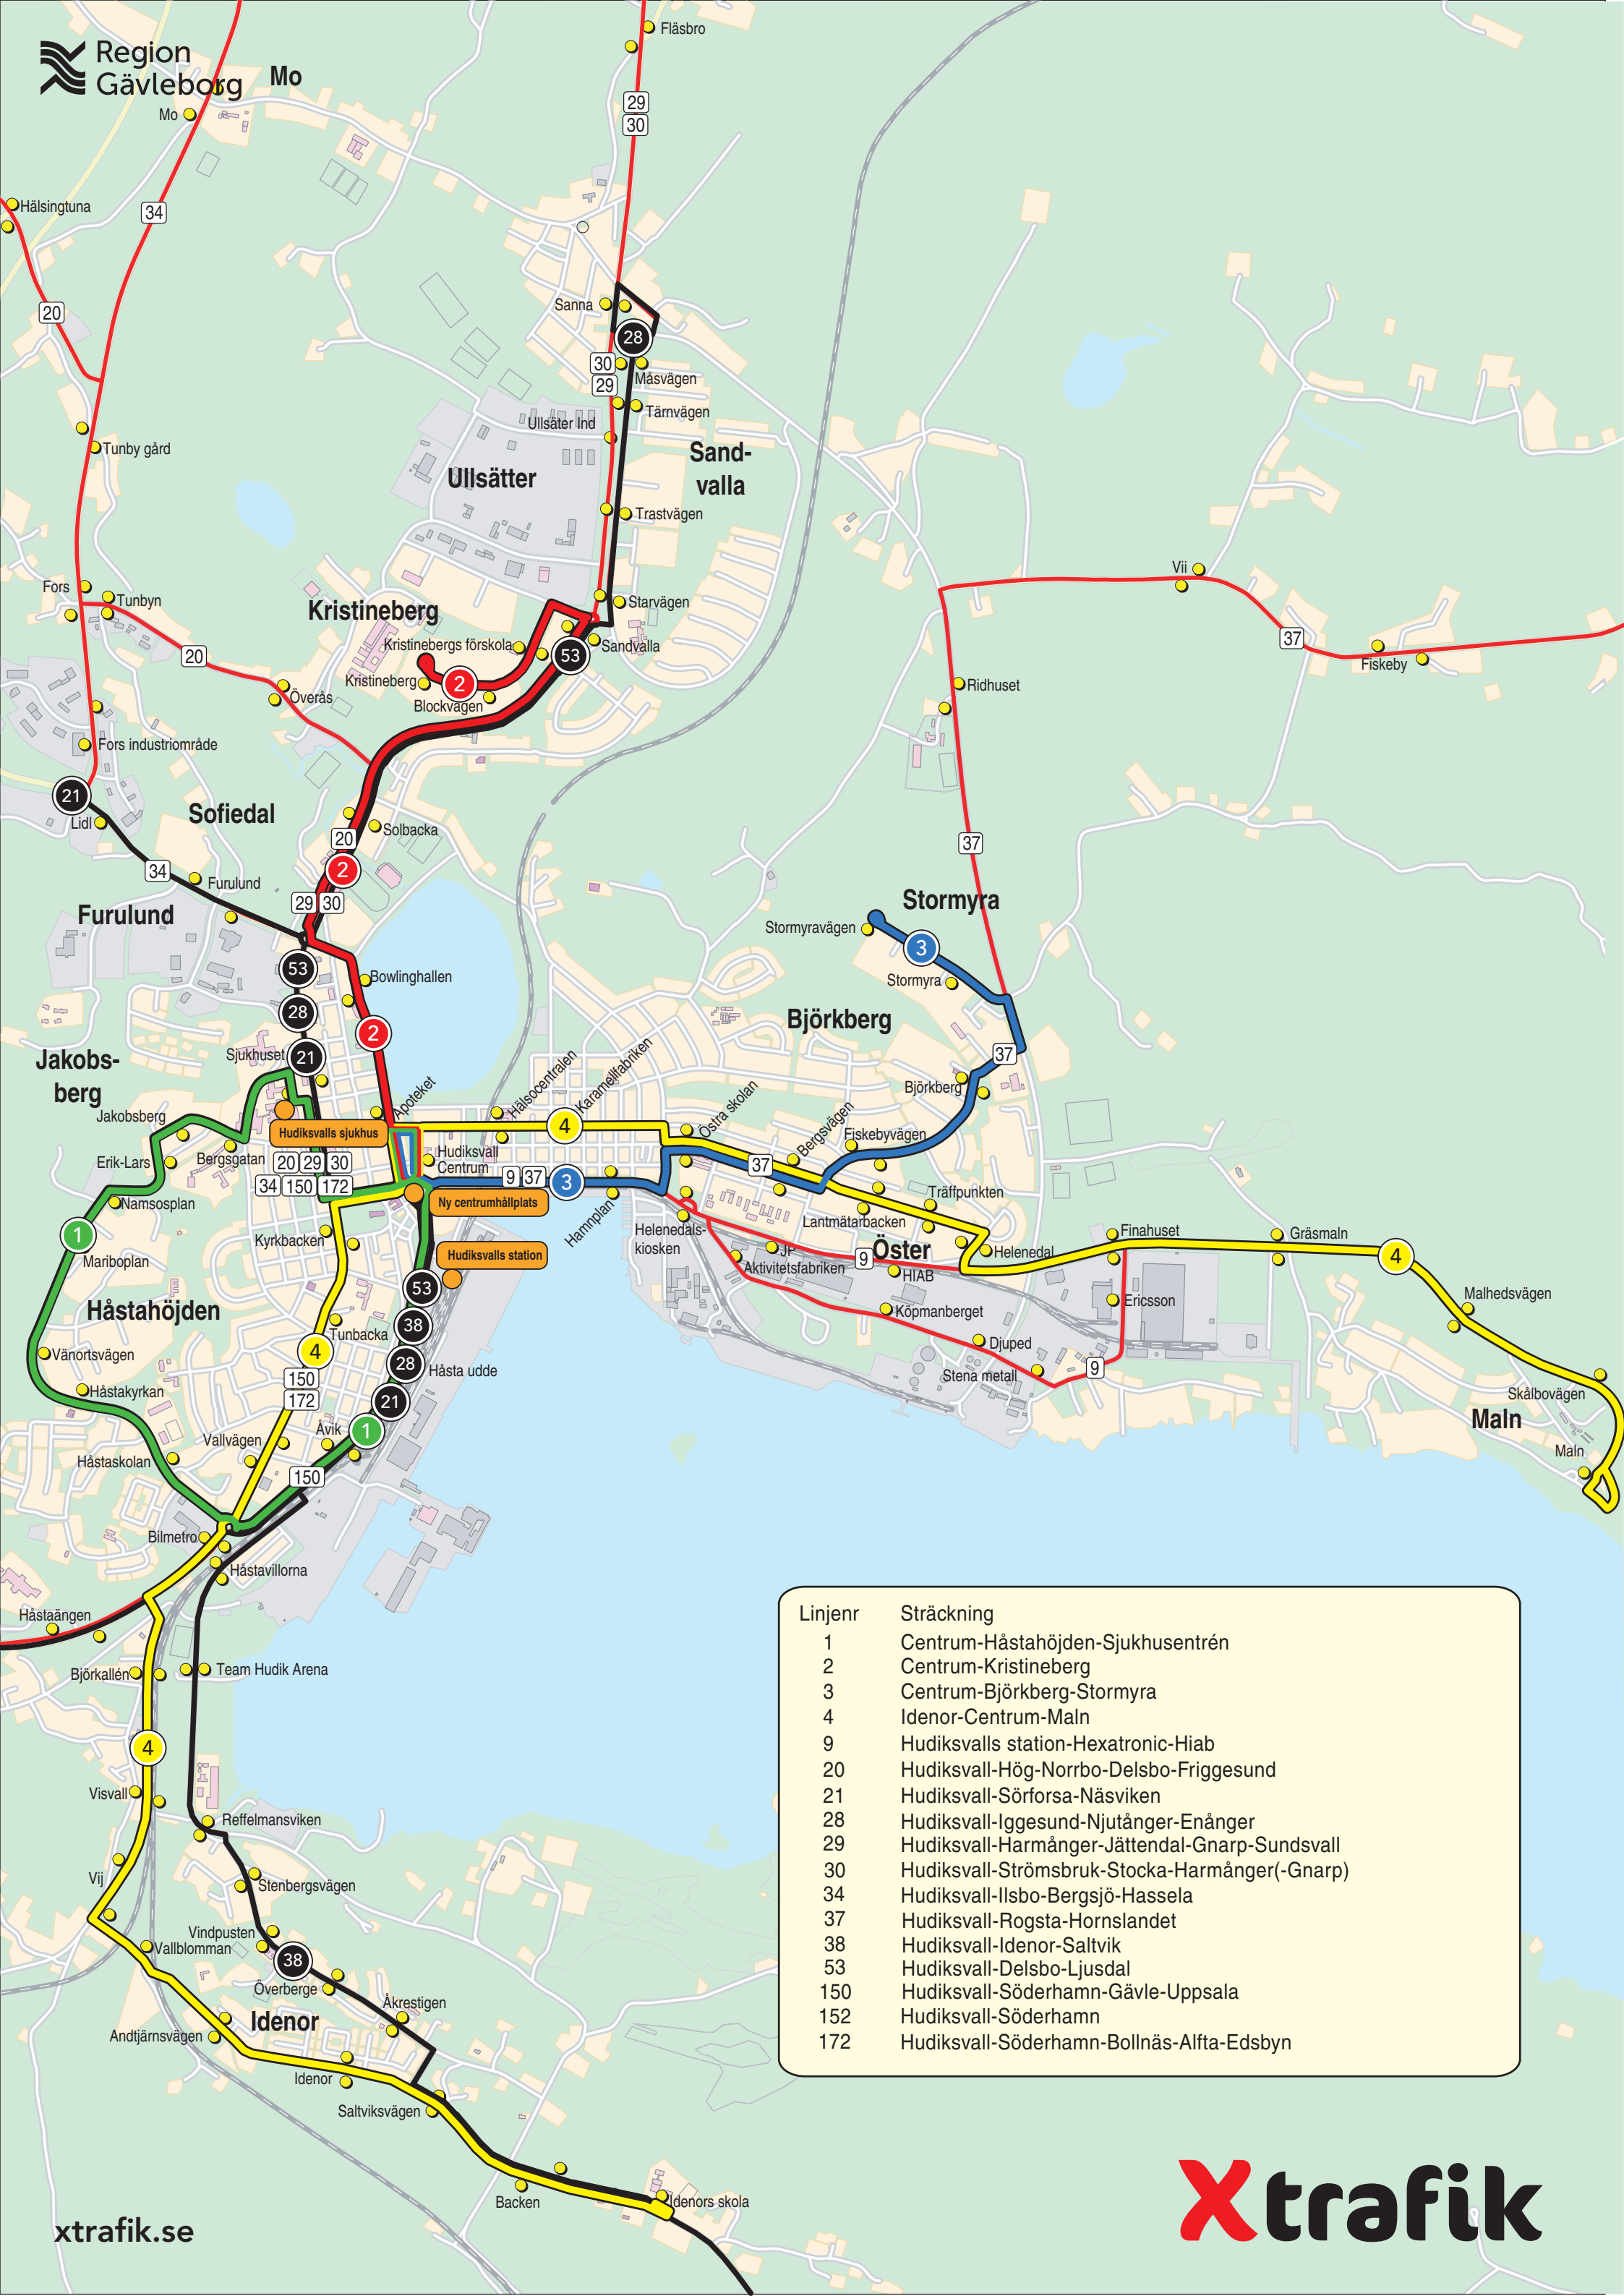 Region
Gävleborg
Mo
Mo
Fläsbro
29
30
Hälsingtuna
34
20
Sanna
28
30
Måsvägen
29
Tärnvägen
Ullsäter Ind
Tunby gård
Sand-
valla
Ullsätter
Trastvägen
Vii
Fors
Tunbyn
Starvägen
Kristineberg
37
Kristinebergs förskola
Sandvalla
53
20
Fiskeby
Kristineberg
2
Ridhuset
Överås
Blockvägen
Fors industriområde
21
Sofiedal
Lidl
Solbacka
20
37
34
2
Furulund
29 30
Stormyra
Furulund
Stormyravägen
3
53
Bowlinghallen
Stormyra
28
Björkberg
2
Jakobs-
berg
Sjukhuset
21
37
Björkberg
Apoteket
Hälsocentralen
Karamellfabriken
Jakobsberg
4
Östra skolan
Bergsvägen
Hudiksvalls sjukhus
Fiskebyvägen
Erik-Lars
Bergsgatan
Hudiksvall
Centrum
20 29 30
37
9 37
3
34 150 172
Namsosplan
Ny centrumhållplats
Träffpunkten
Hamnplan
Lantmätarbacken
1
Kyrkbacken
Helenedals-
kiosken
Finahuset
Gräsmaln
Mariboplan
Hudiksvalls station
JP
Aktivitetsfabriken
9
Öster
Helenedal
4
HIAB
53
Ericsson
Malhedsvägen
Håstahöjden
38
Köpmanberget
Tunbacka
Djuped
4
Vänortsvägen
28
Håsta udde
Stena metall
9
150
Håstakyrkan
172
21
Skålbovägen
Maln
Vallvägen
Åvik
1
Maln
Håstaskolan
150
Bilmetro
Håstavillorna
Håstaängen
Björkallén
Team Hudik Arena
4
Visvall
Reffelmansviken
Vij
Stenbergsvägen
Vindpusten
Vallblomman
38
Överberge
Åkrestigen
Idenor
Andtjärnsvägen
Idenor
Saltviksvägen
Backen
Idenors skola
Linjenr Sträckning
1 Centrum-Håstahöjden-Sjukhusentrén
2 Centrum-Kristineberg
3 Centrum-Björkberg-Stormyra
4 Idenor-Centrum-Maln
9 Hudiksvalls station-Hexatronic-Hiab
20 Hudiksvall-Hög-Norrbo-Delsbo-Friggesund
21 Hudiksvall-Sörforsa-Näsviken
28 Hudiksvall-Iggesund-Njutånger-Enånger
29 Hudiksvall-Harmånger-Jättendal-Gnarp-Sundsvall
30 Hudiksvall-Strömsbruk-Stocka-Harmånger(-Gnarp)
34 Hudiksvall-Ilsbo-Bergsjö-Hassela
37 Hudiksvall-Rogsta-Hornslandet
38 Hudiksvall-Idenor-Saltvik
53 Hudiksvall-Delsbo-Ljusdal
150 Hudiksvall-Söderhamn-Gävle-Uppsala
152 Hudiksvall-Söderhamn
172 Hudiksvall-Söderhamn-Bollnäs-Alfta-Edsbyn
xtrafik.se
Xtrafik